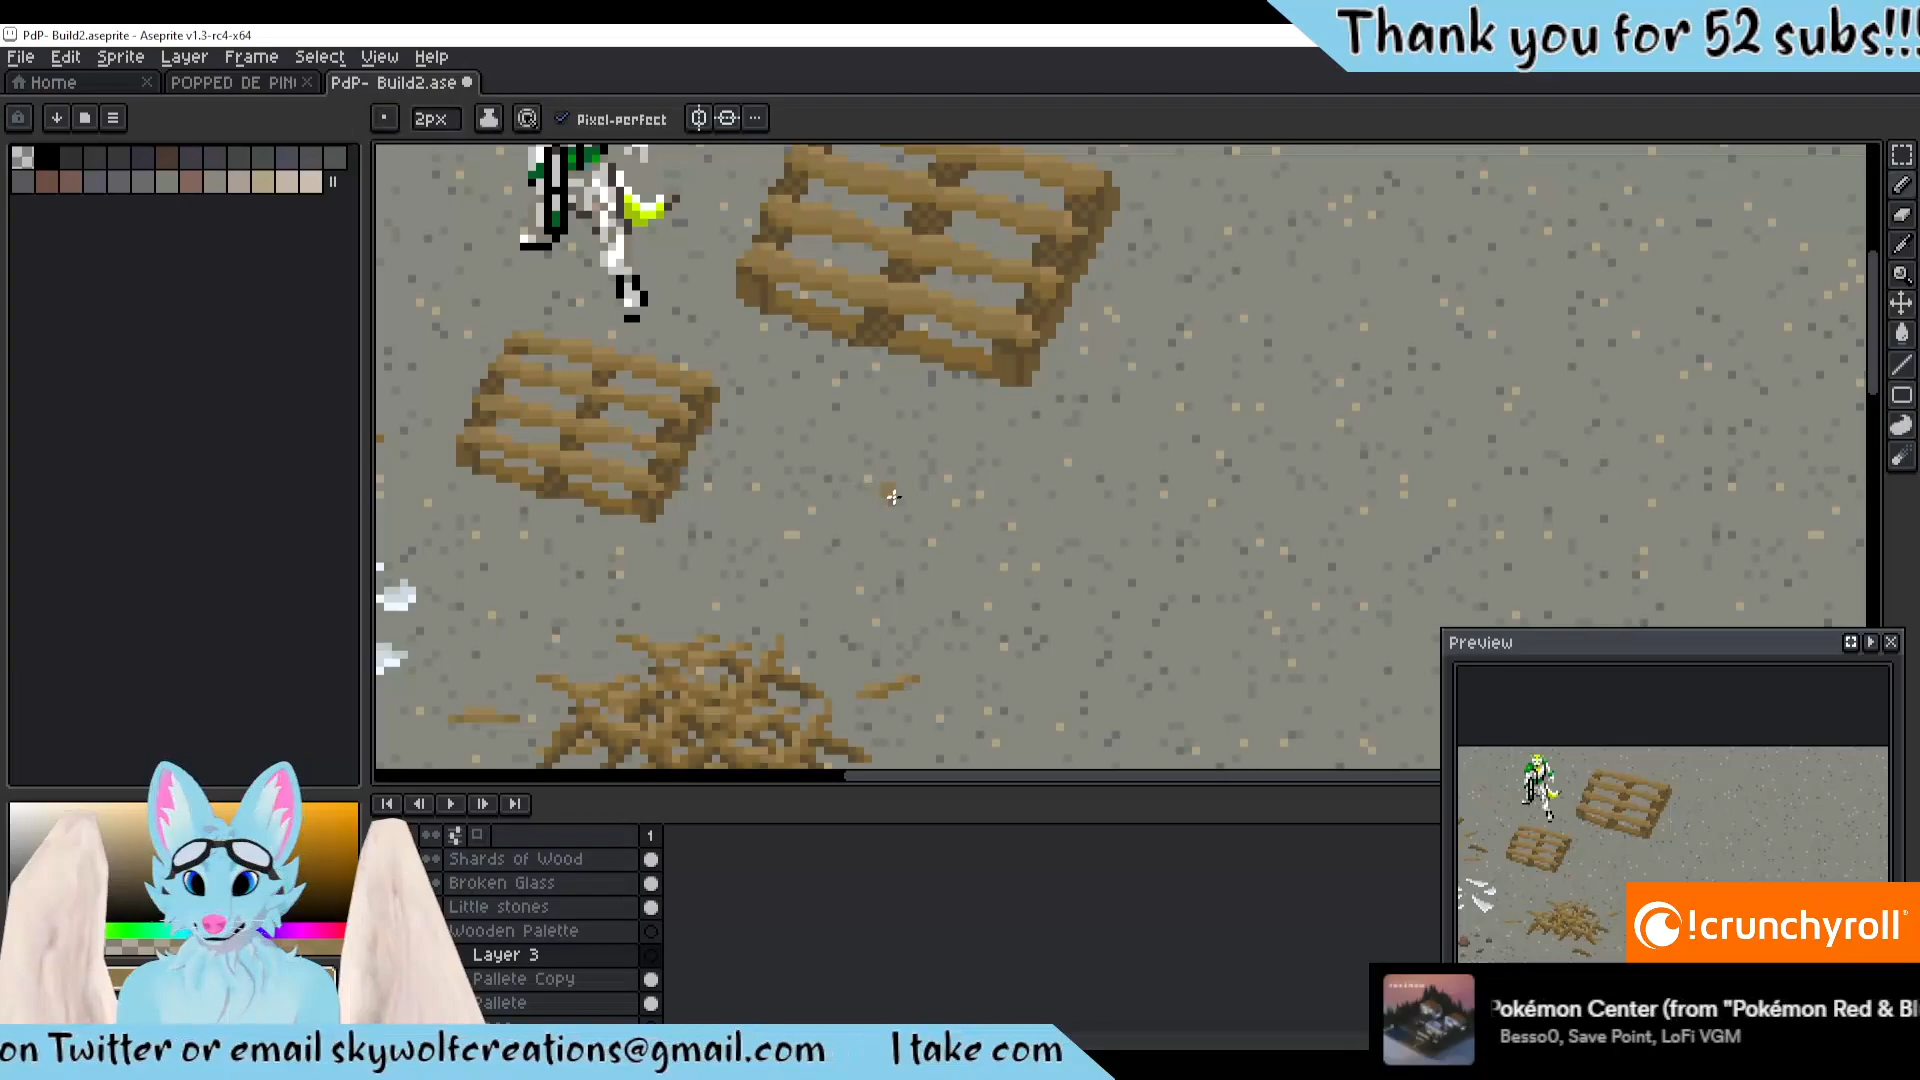 Thank you for 52 subs!!!
PdP- Build2.aseprite - Aseprite v1.3-rc4-x64
File Edit Sprite Layer Select Frame View Help
Home
POPPED DE PIN
PdP- Build2.ase
2px
Pixel-perfect
Preview
1
Shards of Wood
Broken Glass
Little stones
Wooden Palette
Layer 3
Pallete Copy
Pallete
!crunchyroll
Pokémon Center (from "Pokémon Red & Bl
Besso0, Save Point, LoFi VGM
on Twitter or email skywolfcreations@gmail.com
I take com